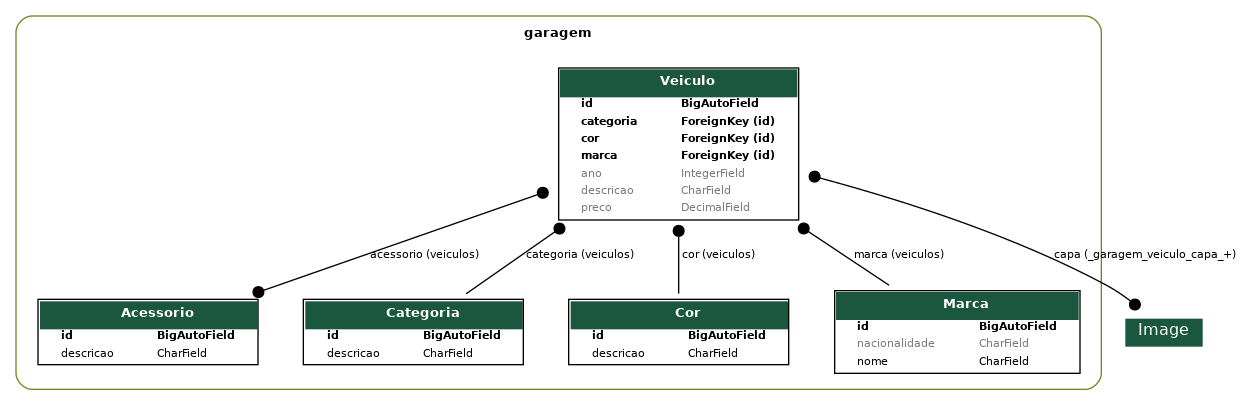 garagem
Veiculo
id BigAutoField
categoria ForeignKey (id)
cor ForeignKey (id)
marca ForeignKey (id)
ano IntegerField
descricao CharField
preco DecimalField
acessorio (veiculos) categoria (veiculos) cor (veiculos) marca (veiculos) capa (_garagem_veiculo_capa_+)
Acessorio
id BigAutoField
descricao CharField
Categoria
id BigAutoField
descricao CharField
Cor
id BigAutoField
descricao CharField
Marca
id BigAutoField
nacionalidade CharField
nome CharField
Image